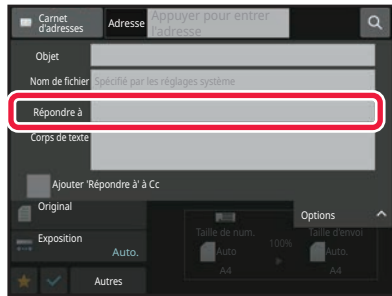 Carnet
d'adresses
Adresse
Appuyer pour entrer
l'adresse
Objet
Nom de fichier
Spécifié par les réglages système
Répondre à
Corps de texte
Ajouter 'Répondre à' à Cc
Original
Options
Exposition
Auto.
Taille de num.
Auto
A4
100%
Taille d'envoi
Auto.
A4
Autres